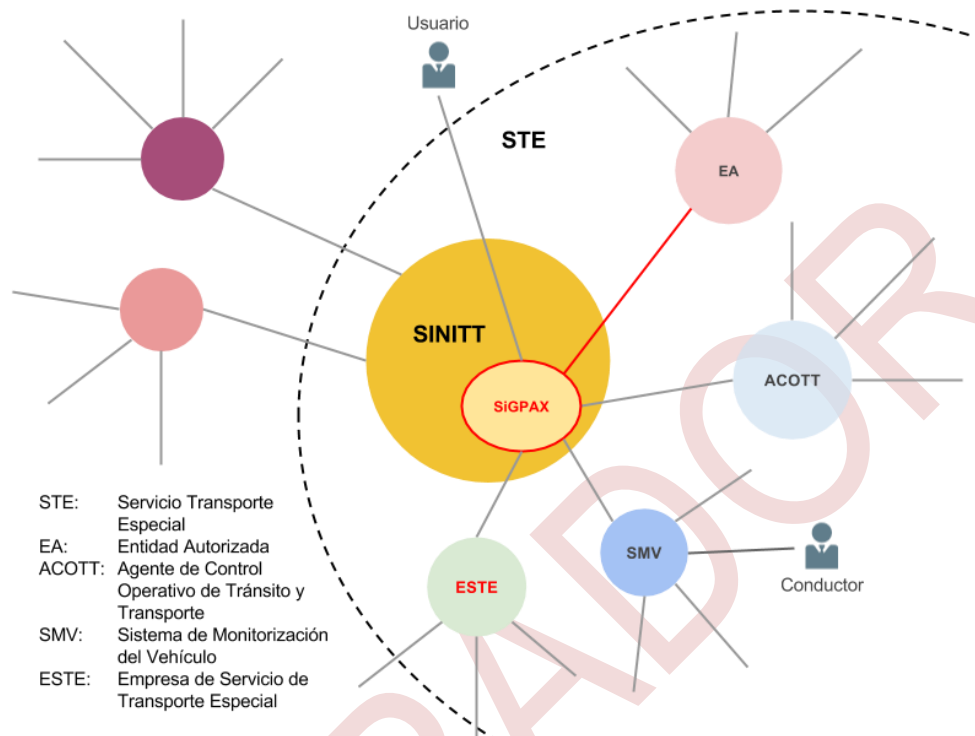 Usuario
STE
EA
SINITT
ACOTT
SiGPAX
SMV
Conductor
ESTE
STE: Servicio Transporte
Especial
EA: Entidad Autorizada
ACOTT: Agente de Control
Operativo de Tránsito y
Transporte
SMV: Sistema de Monitorización
del Vehículo
ESTE: Empresa de Servicio de
Transporte Especial
PADOR